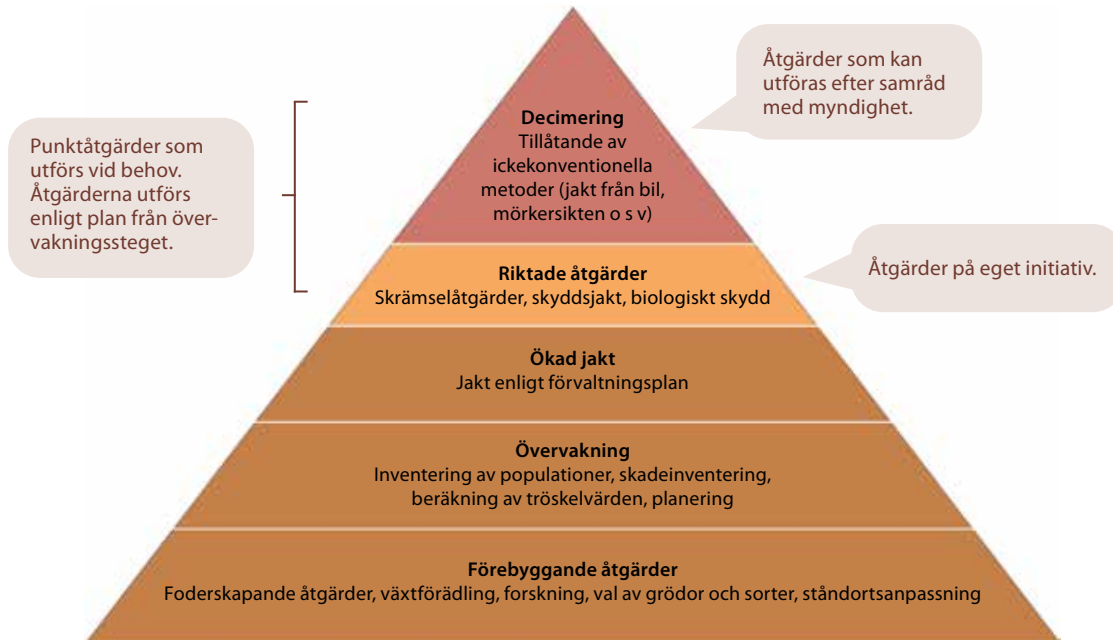 Åtgärder som kan
utföras efter samråd
med myndighet.
Punktåtgärder som
utförs vid behov.
Åtgärderna utförs
enligt plan från över-
vakningssteget.
Decimering
Tillåtande av
ickekonventionella
metoder (jakt från bil,
mörkersikten o s v)
Åtgärder på eget initiativ.
Riktade åtgärder
Skrämselåtgärder, skyddsjakt, biologiskt skydd
Ökad jakt
Jakt enligt förvaltningsplan
Övervakning
Inventering av populationer, skadeinventering,
beräkning av tröskelvärden, planering
Förebyggande åtgärder
Foderskapande åtgärder, växtförädling, forskning, val av grödor och sorter, ståndortsanpassning